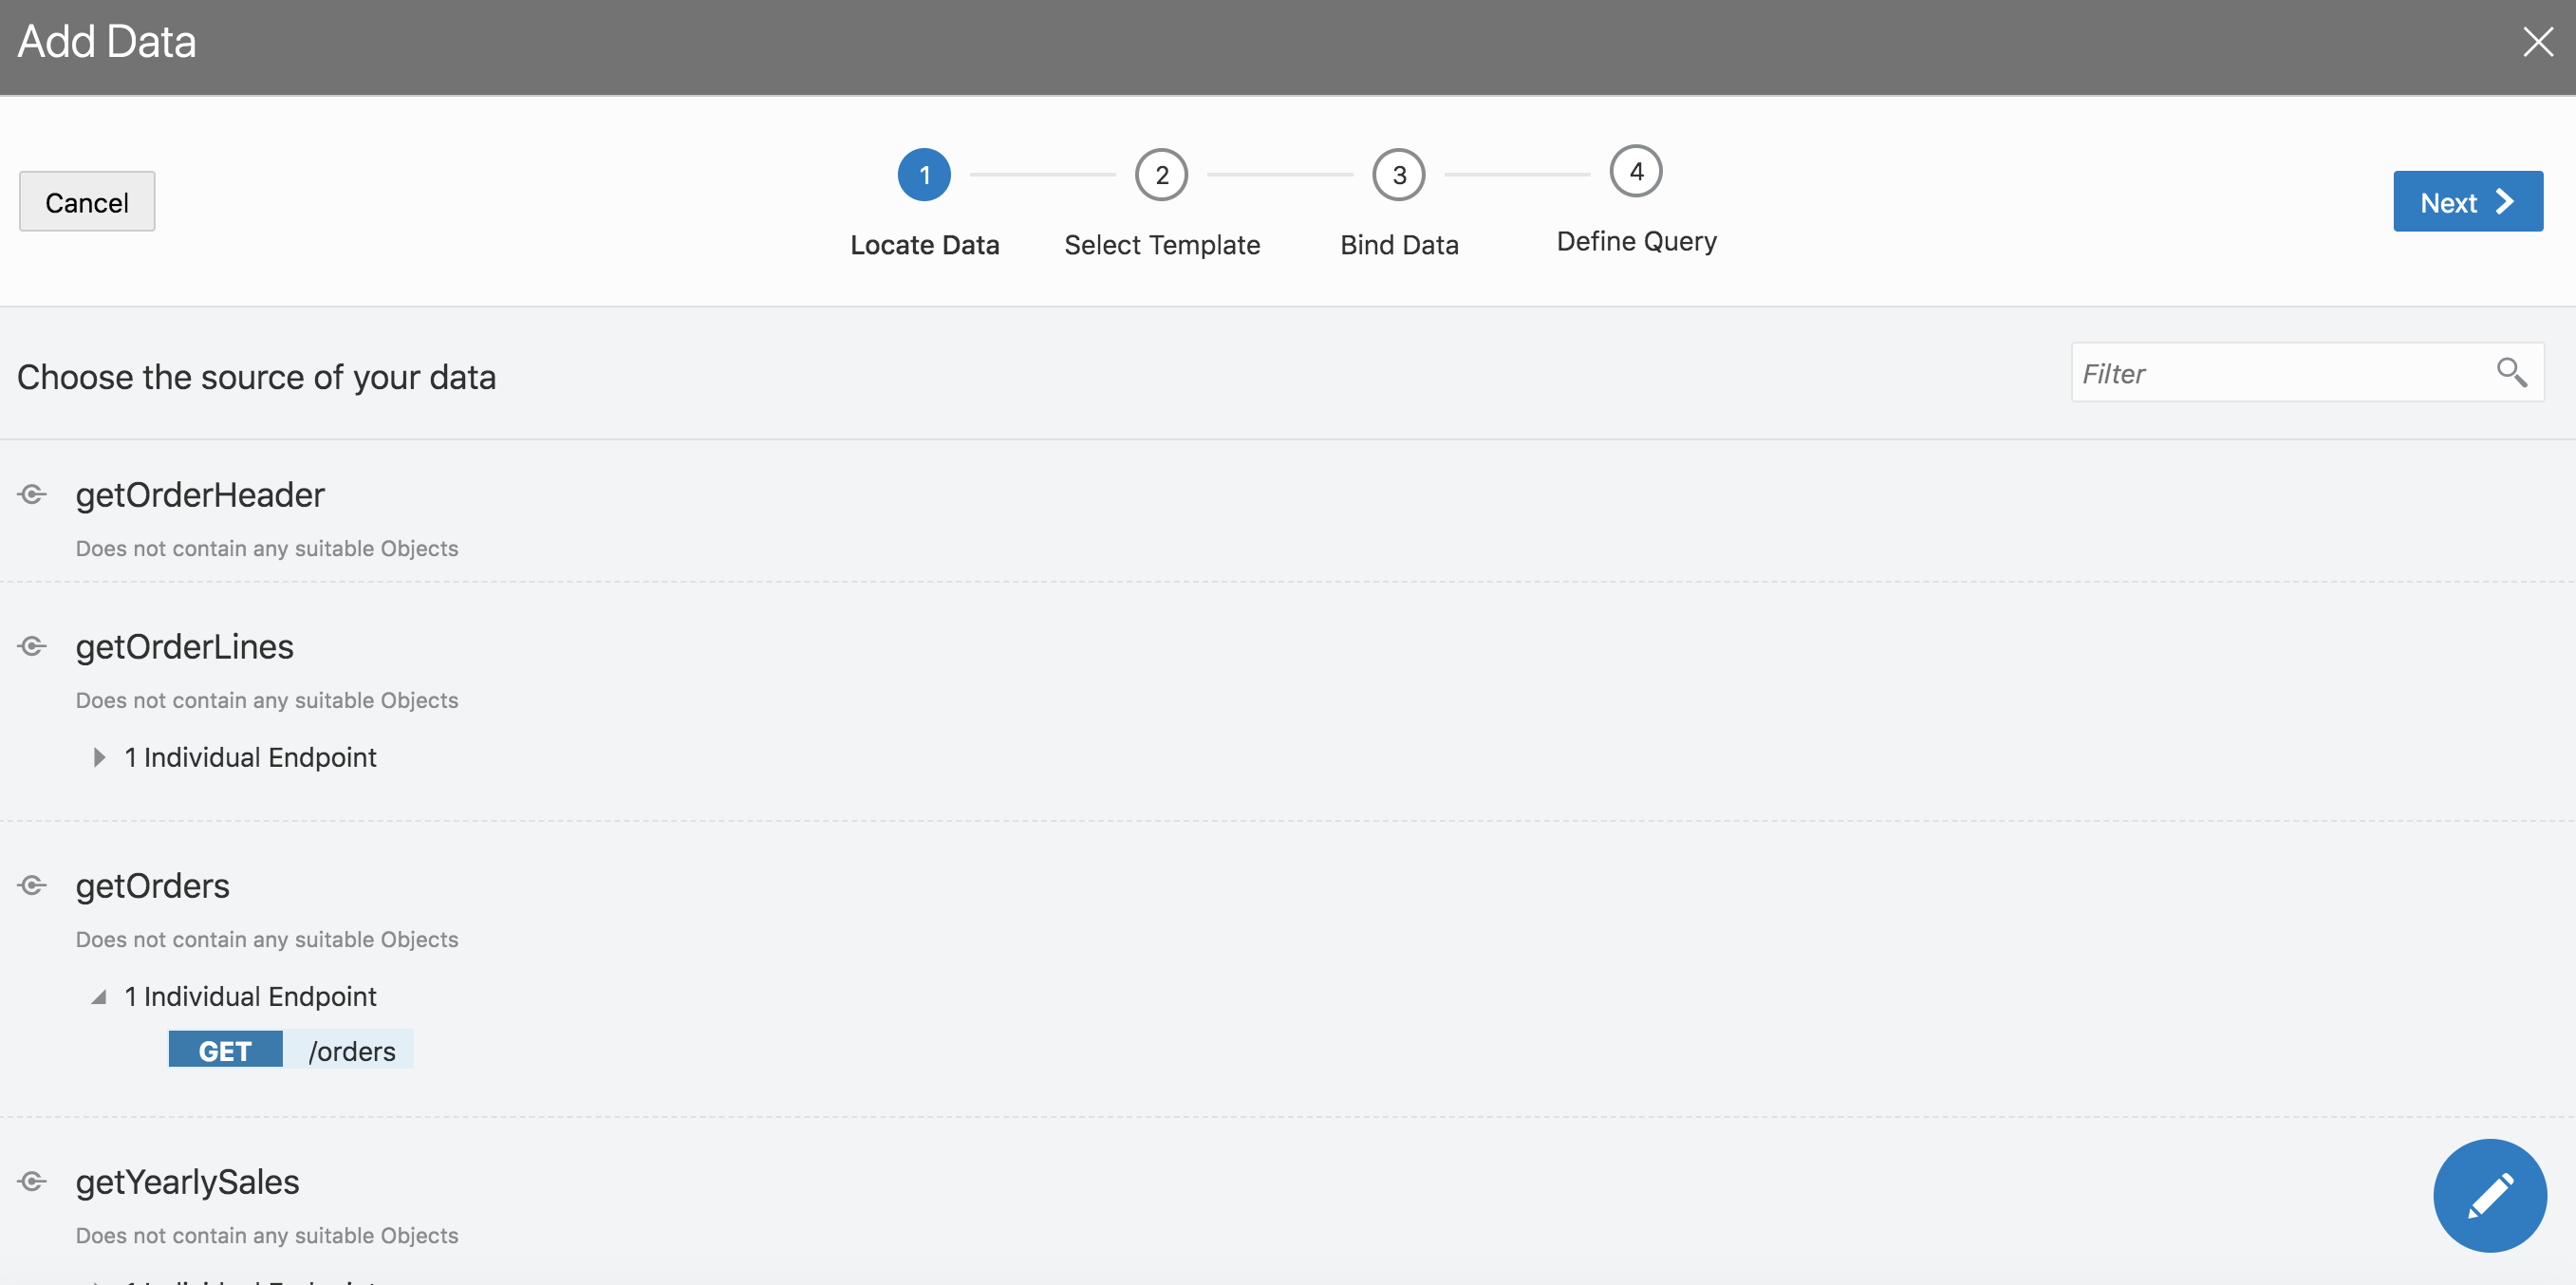 Add Data
Cancel
1
2
3
4
Next
Locate Data
Select Template
Bind Data
Define Query
Choose the source of your data
Filter
getOrderHeader
Does not contain any suitable Objects
getOrderLines
Does not contain any suitable Objects
1 Individual Endpoint
getOrders
Does not contain any suitable Objects
1 Individual Endpoint
GET /orders
getYearlySales
Does not contain any suitable Objects